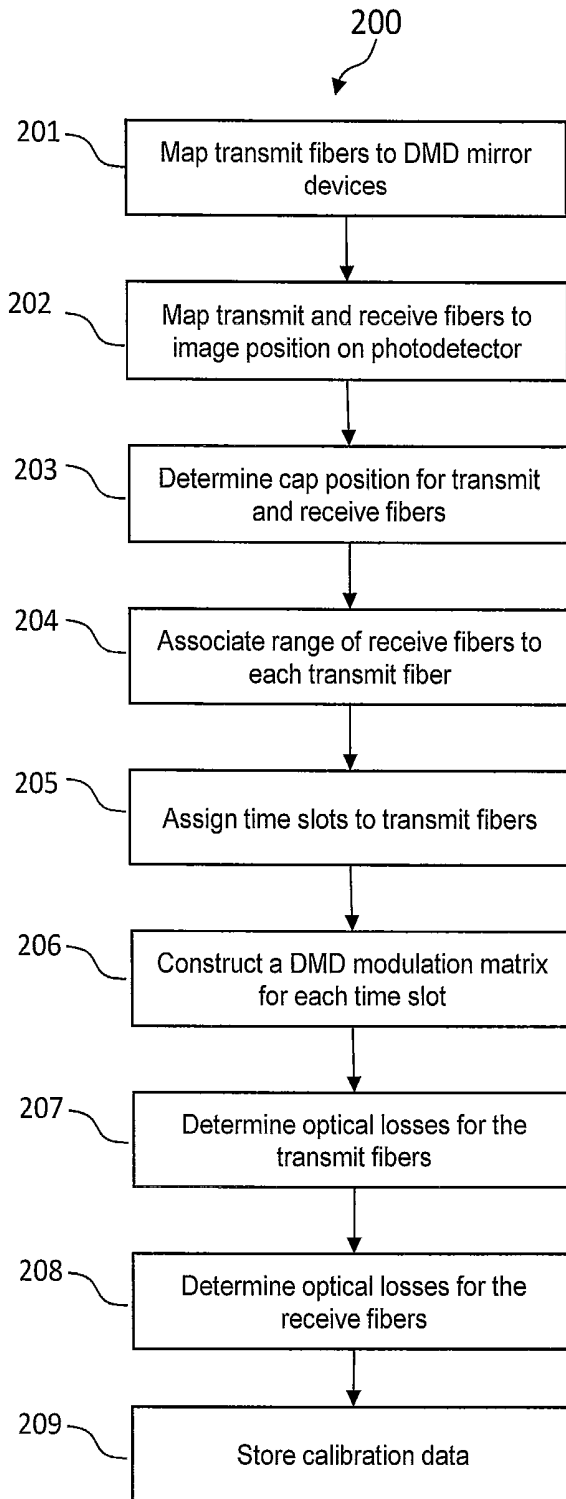 200
201
Map transmit fibers to DMD mirror
devices
202
Map transmit and receive fibers to
image position on photodetector
203
Determine cap position for transmit
and receive fibers
204
Associate range of receive fibers to
each transmit fiber
205
Assign time slots to transmit fibers
206
Construct a DMD modulation matrix
for each time slot
207
Determine optical losses for the
transmit fibers
208
Determine optical losses for the
receive fibers
209
Store calibration data